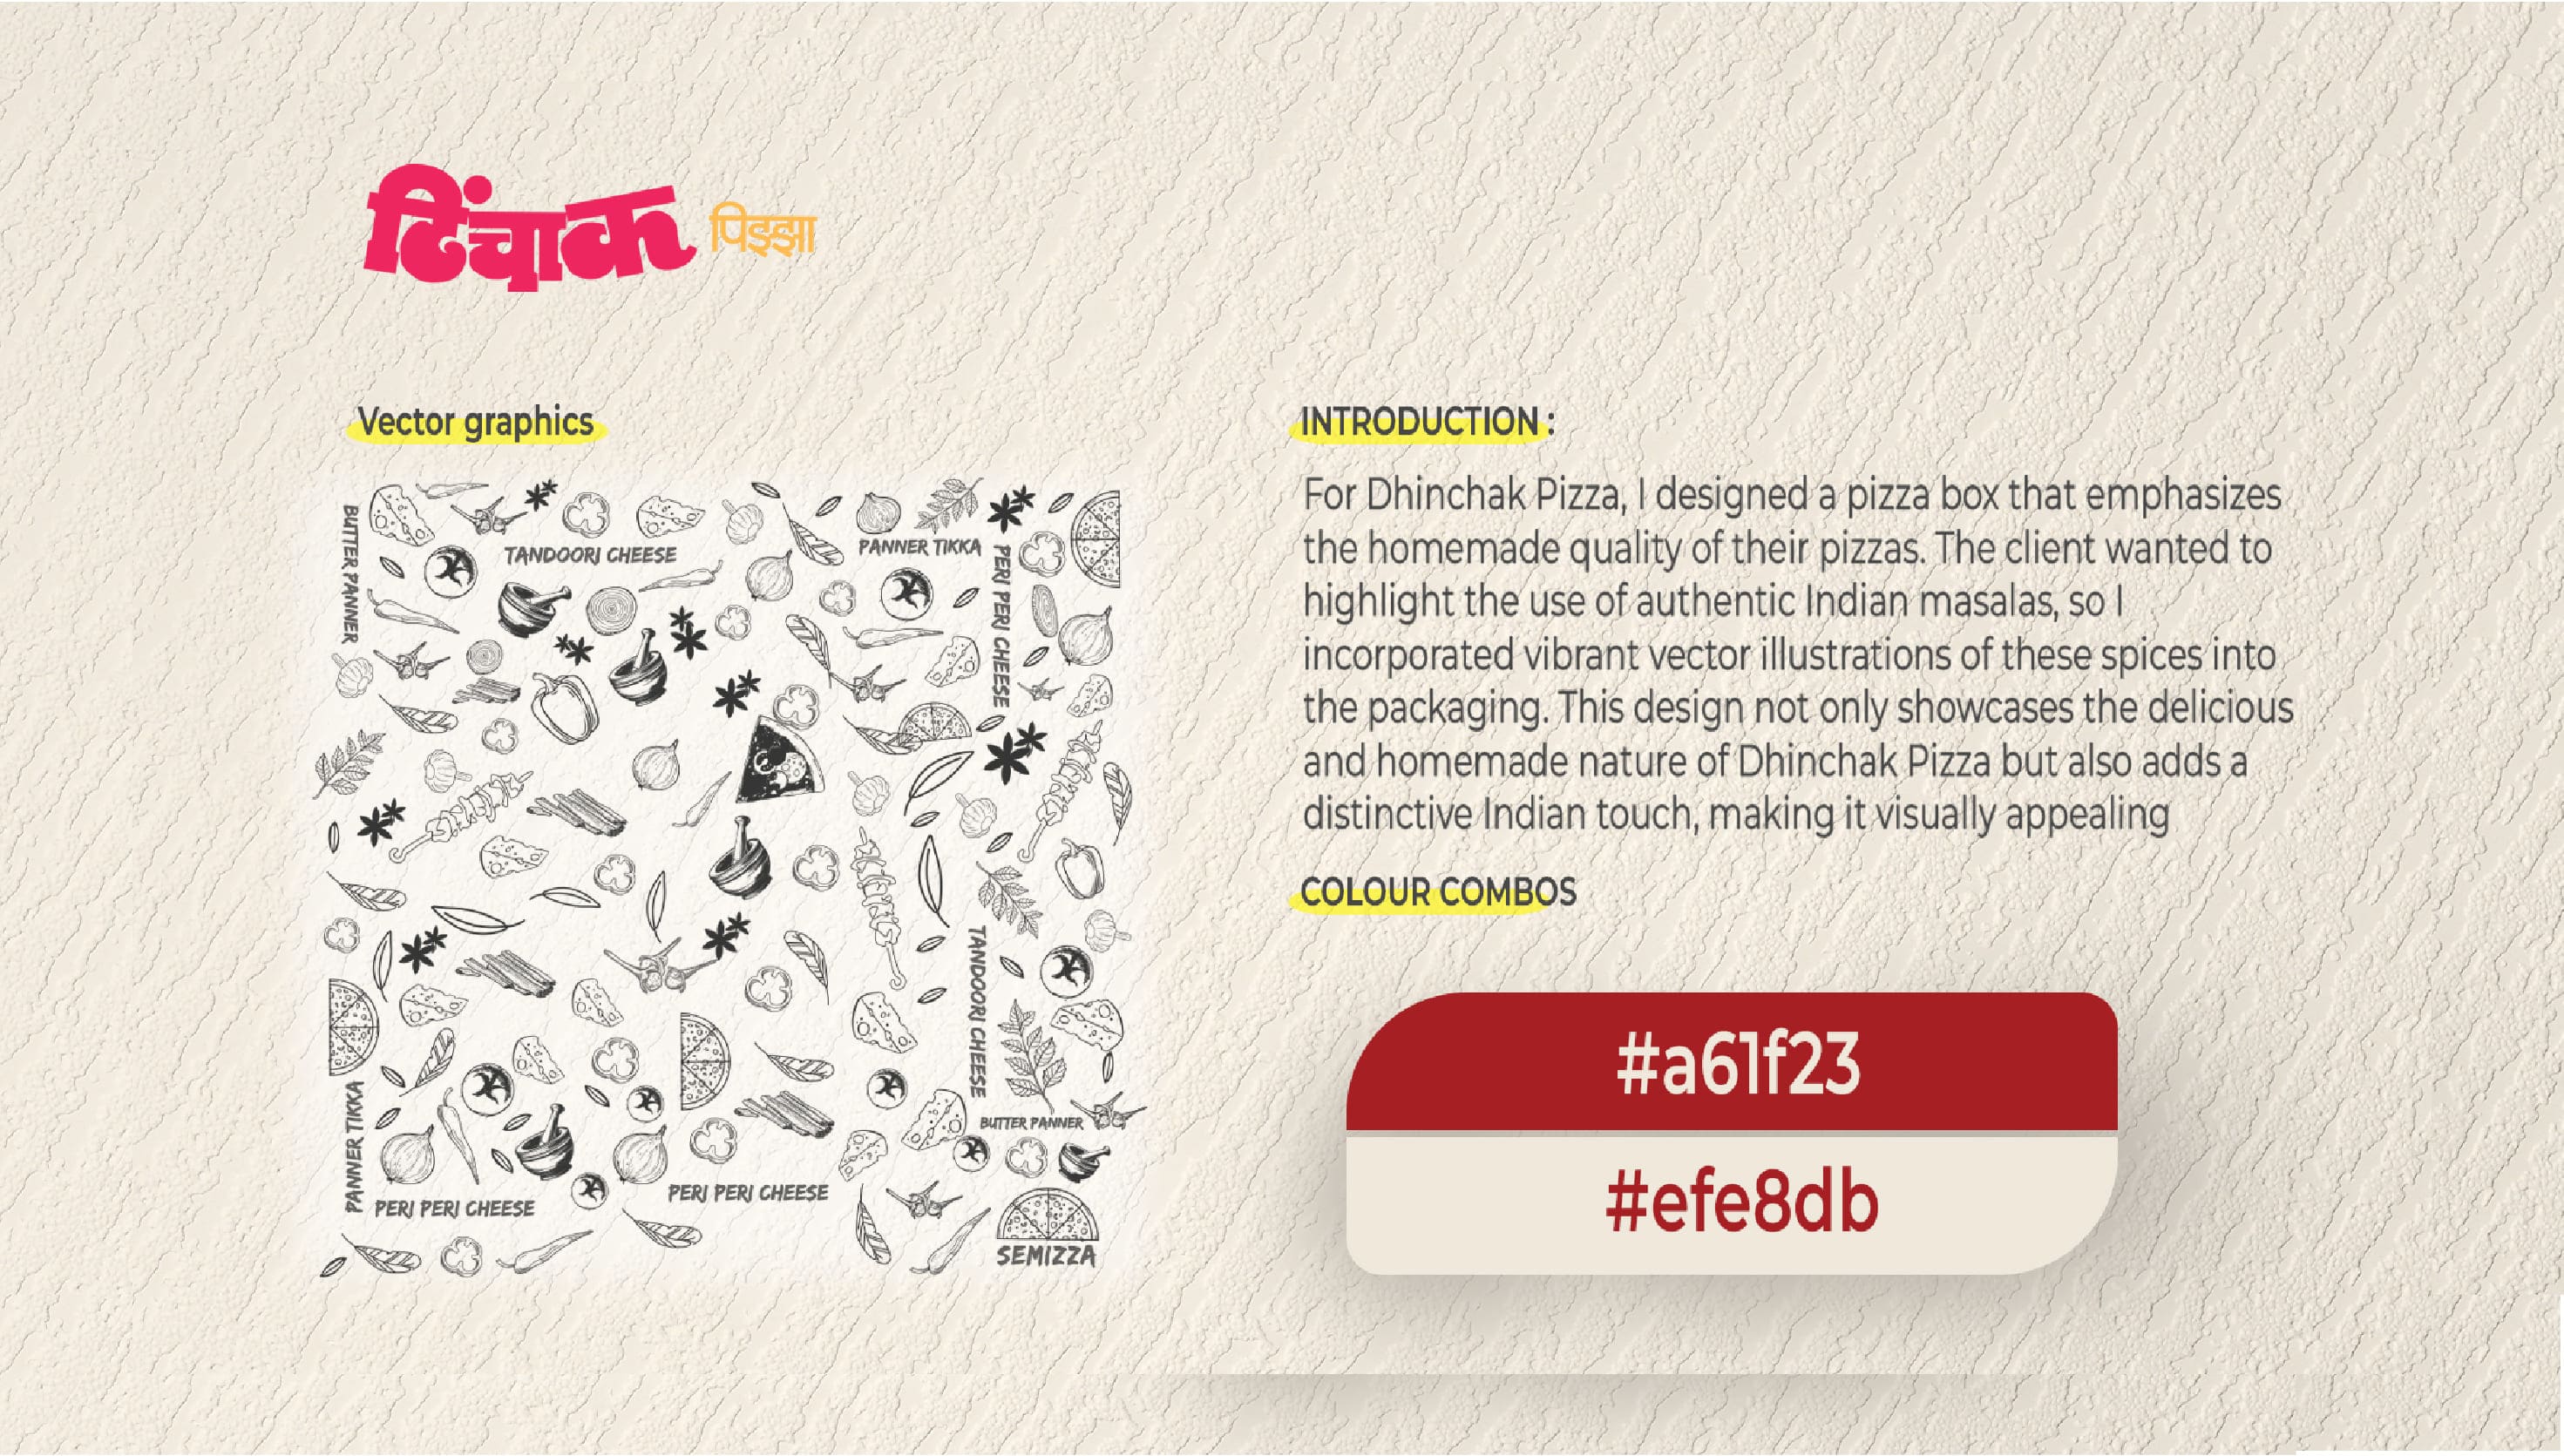 ढिंचाक पिझ्झा
Vector graphics
BUTTER PANNER
TANDOORI CHEESE
PANNER TIKKA
PERI PERI CHEESE
TANDOORI CHEESE
BUTTER PANNER
PANNER TIKKA
PERI PERI CHEESE
PERI PERI CHEESE
SEMIZZA
INTRODUCTION :
For Dhinchak Pizza, I designed a pizza box that emphasizes
the homemade quality of their pizzas. The client wanted to
highlight the use of authentic Indian masalas, so I
incorporated vibrant vector illustrations of these spices into
the packaging. This design not only showcases the delicious
and homemade nature of Dhinchak Pizza but also adds a
distinctive Indian touch, making it visually appealing
COLOUR COMBOS
#a61f23
#efe8db